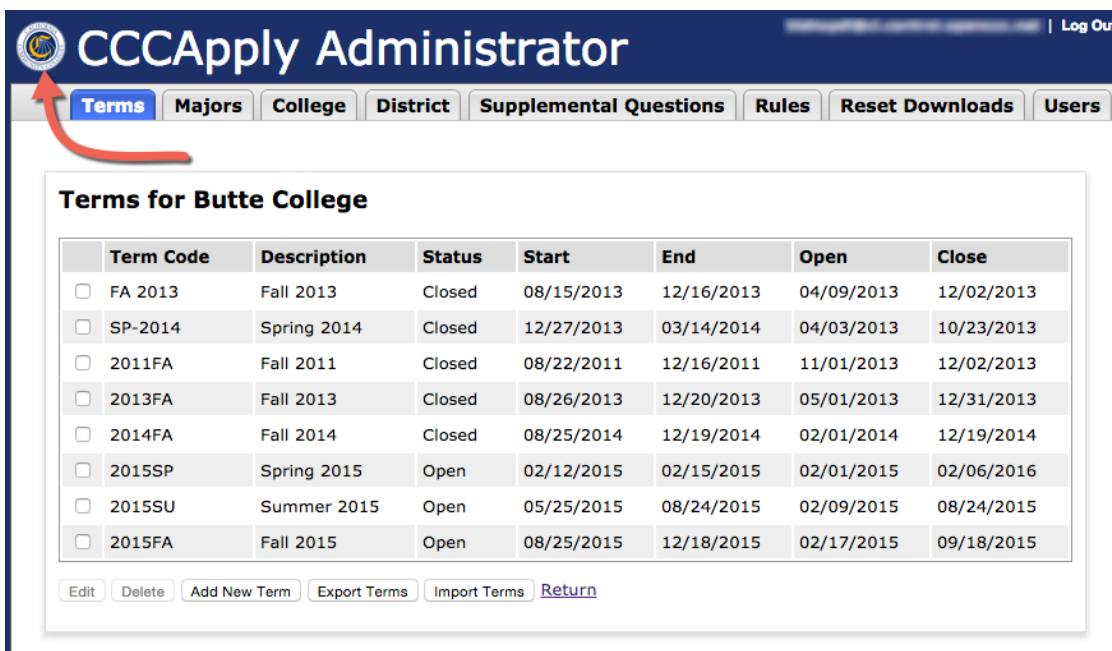 | Log Ou
CCCApply Administrator
Terms Majors College District Supplemental Questions Rules Reset Downloads Users
Terms for Butte College
Term Code Description Status Start End Open Close
FA 2013 Fall 2013 Closed 08/15/2013 12/16/2013 04/09/2013 12/02/2013
SP-2014 Spring 2014 Closed 12/27/2013 03/14/2014 04/03/2013 10/23/2013
2011FA Fall 2011 Closed 08/22/2011 12/16/2011 11/01/2013 12/02/2013
2013FA Fall 2013 Closed 08/26/2013 12/20/2013 05/01/2013 12/31/2013
2014FA Fall 2014 Closed 08/25/2014 12/19/2014 02/01/2014 12/19/2014
2015SP Spring 2015 Open 02/12/2015 02/15/2015 02/01/2015 02/06/2016
2015SU Summer 2015 Open 05/25/2015 08/24/2015 02/09/2015 08/24/2015
2015FA Fall 2015 Open 08/25/2015 12/18/2015 02/17/2015 09/18/2015
Edit Delete Add New Term Export Terms Import Terms Return